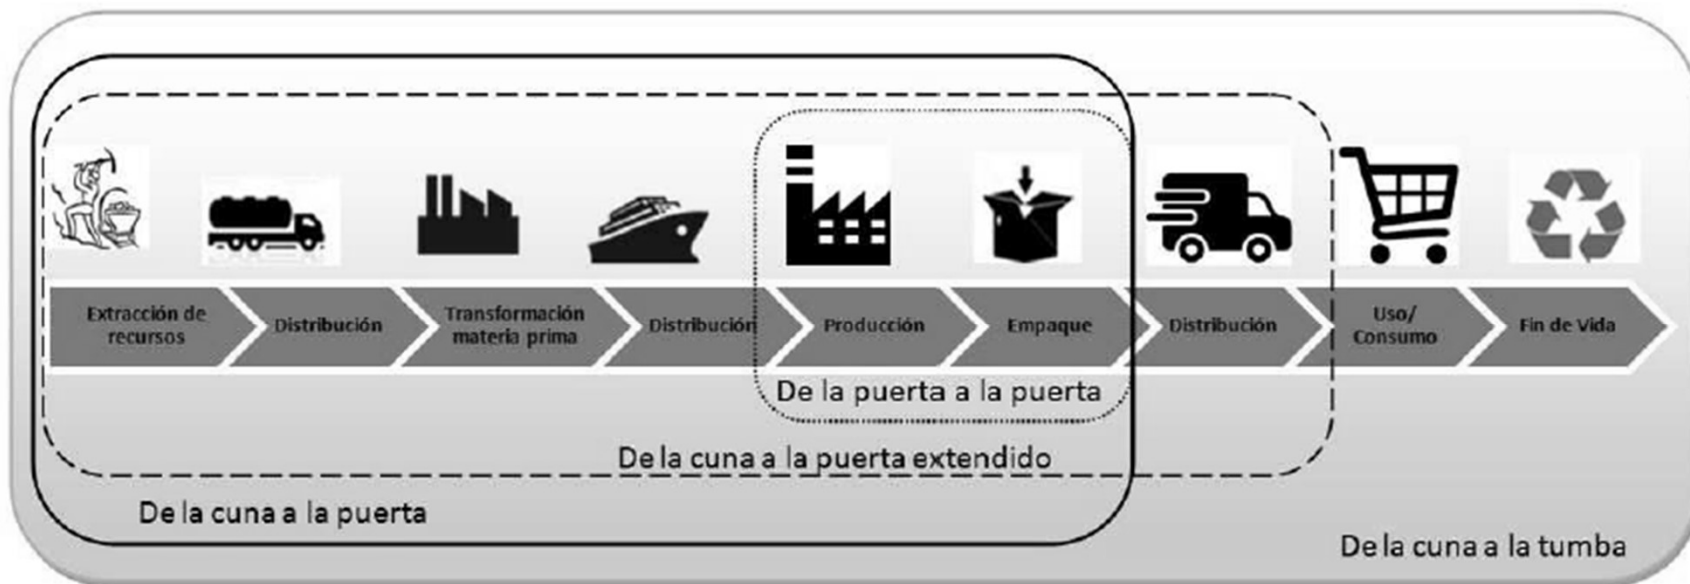 Extracción de
recursos
Distribución
Transformación
materia prima
Distribución
Producción
Empaque
Distribución
Uso/
Consumo
Fin de Vida
De la puerta a la puerta
De la cuna a la puerta extendido
De la cuna a la puerta
De la cuna a la tumba